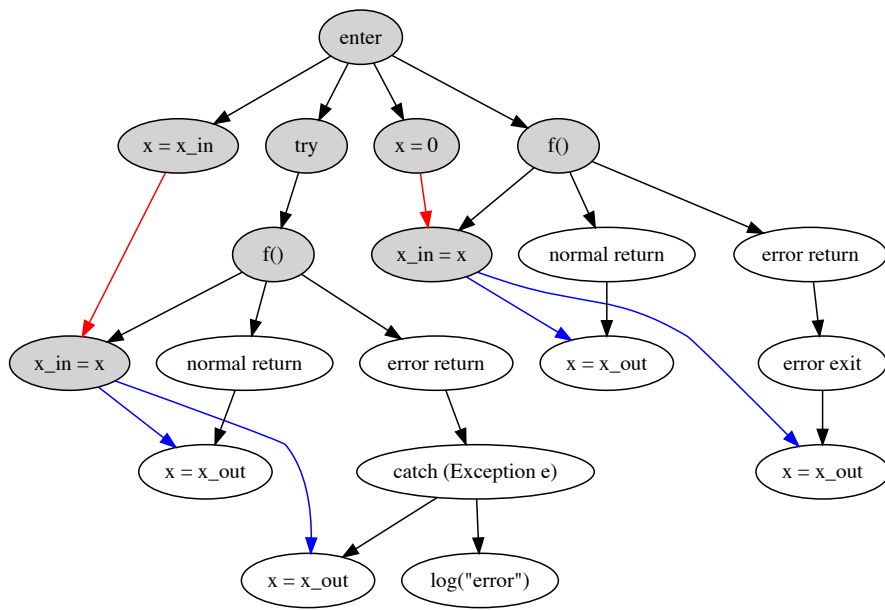 enter
x = x_in
try
x = 0
f()
f()
x_in = x
normal return
error return
x_in = x
normal return
error return
x = x_out
error exit
x = x_out
catch (Exception e)
x = x_out
x = x_out
log("error")